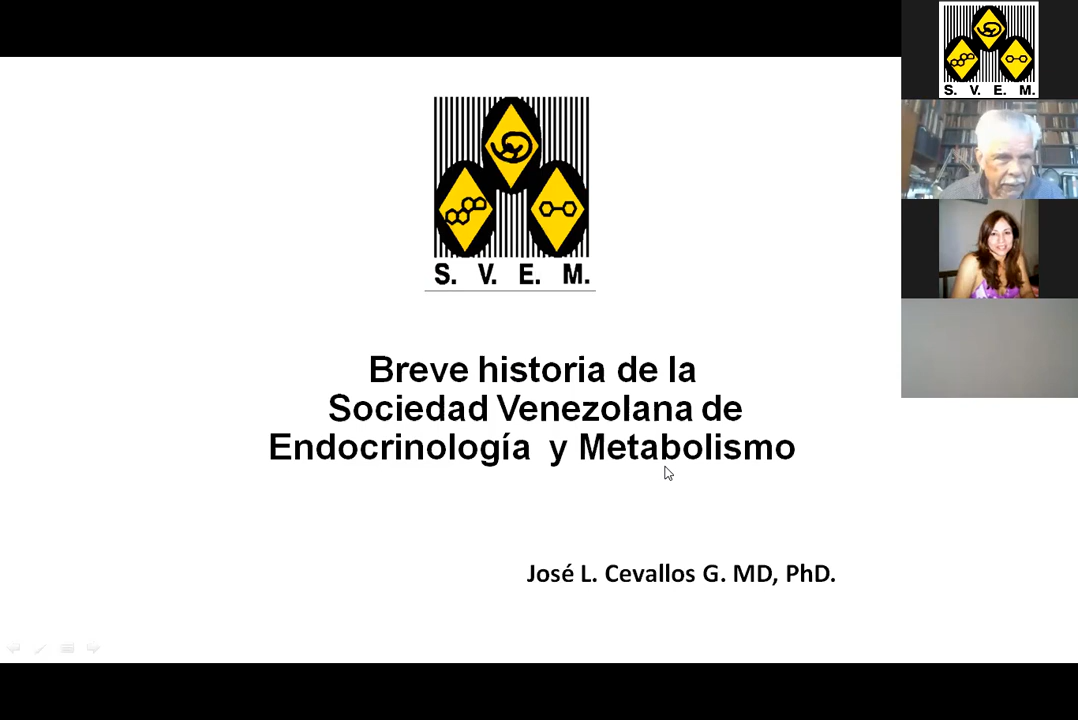 S. V. E. M.
Breve historia de la
Sociedad Venezolana de
Endocrinología y Metabolismo
José L. Cevallos G. MD, PhD.
S. V. E. M.